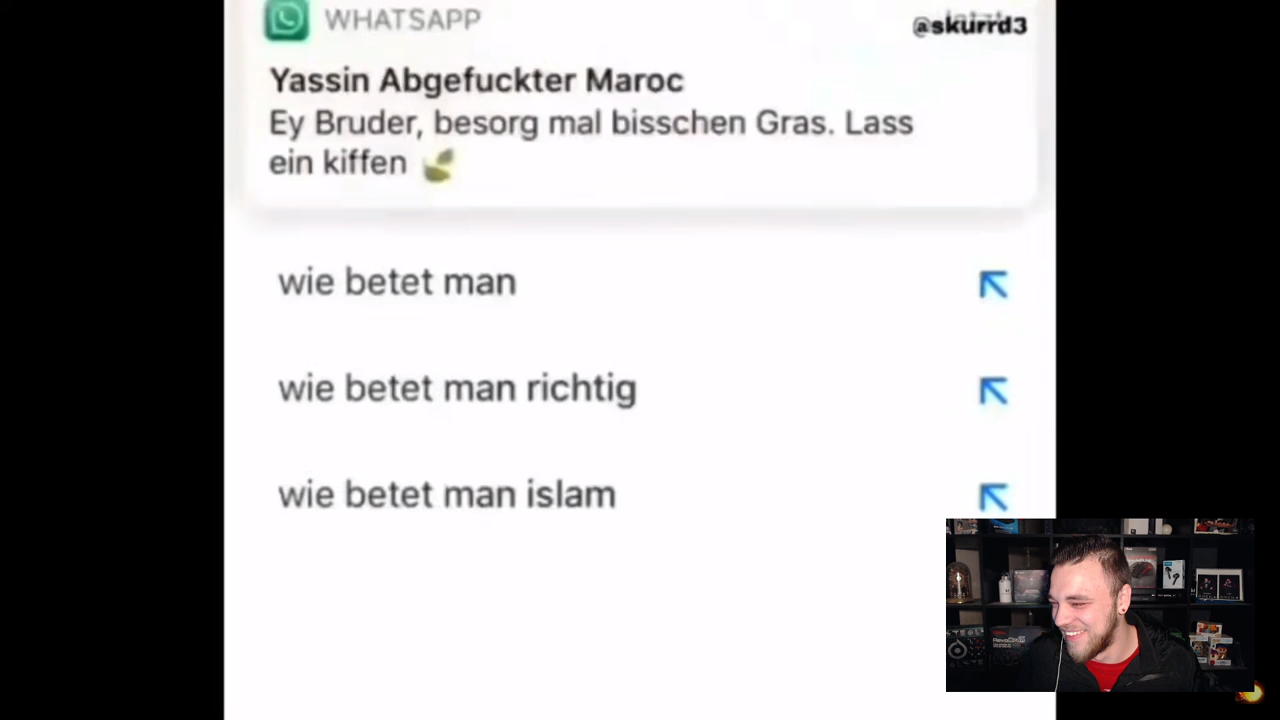 WHATSAPP
@skurrd3
Yassin Abgefuckter Maroc
Ey Bruder, besorg mal bisschen Gras. Lass
ein kiffen
wie betet man
wie betet man richtig
wie betet man islam